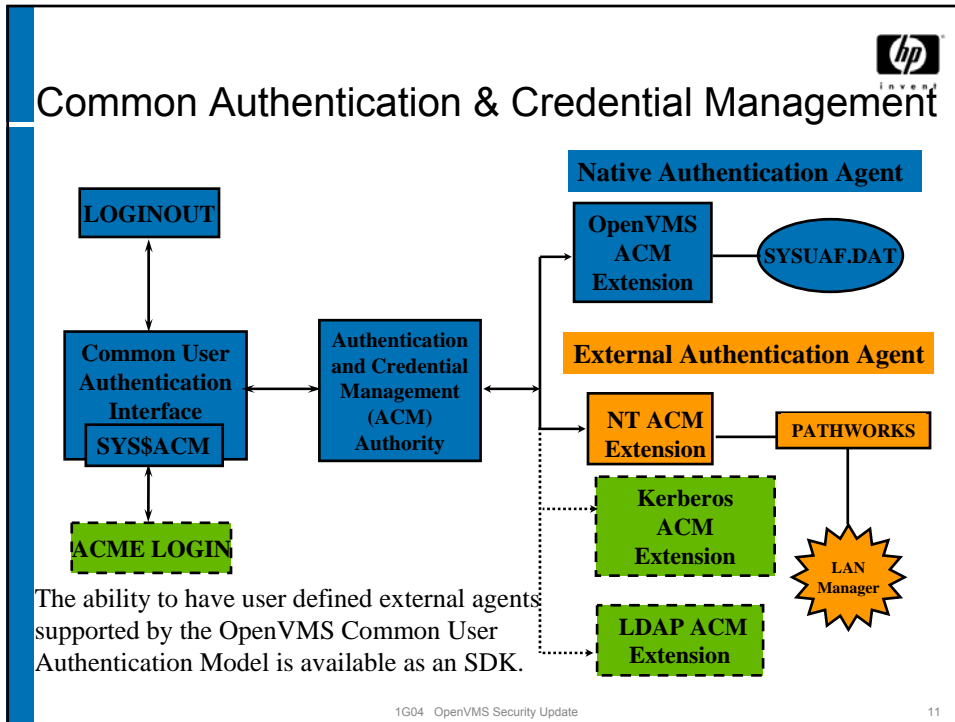 hp
invent
Common Authentication & Credential Management
Native Authentication Agent
LOGINOUT
OpenVMS
ACM
Extension
SYSUAF.DAT
Common User
Authentication
Interface
SYS$ACM
Authentication
and Credential
Management
(ACM)
Authority
External Authentication Agent
NT ACM
Extension
PATHWORKS
Kerberos
ACM
Extension
LAN
Manager
ACME LOGIN
LDAP ACM
Extension
The ability to have user defined external agents
supported by the OpenVMS Common User
Authentication Model is available as an SDK.
1G04 OpenVMS Security Update
11